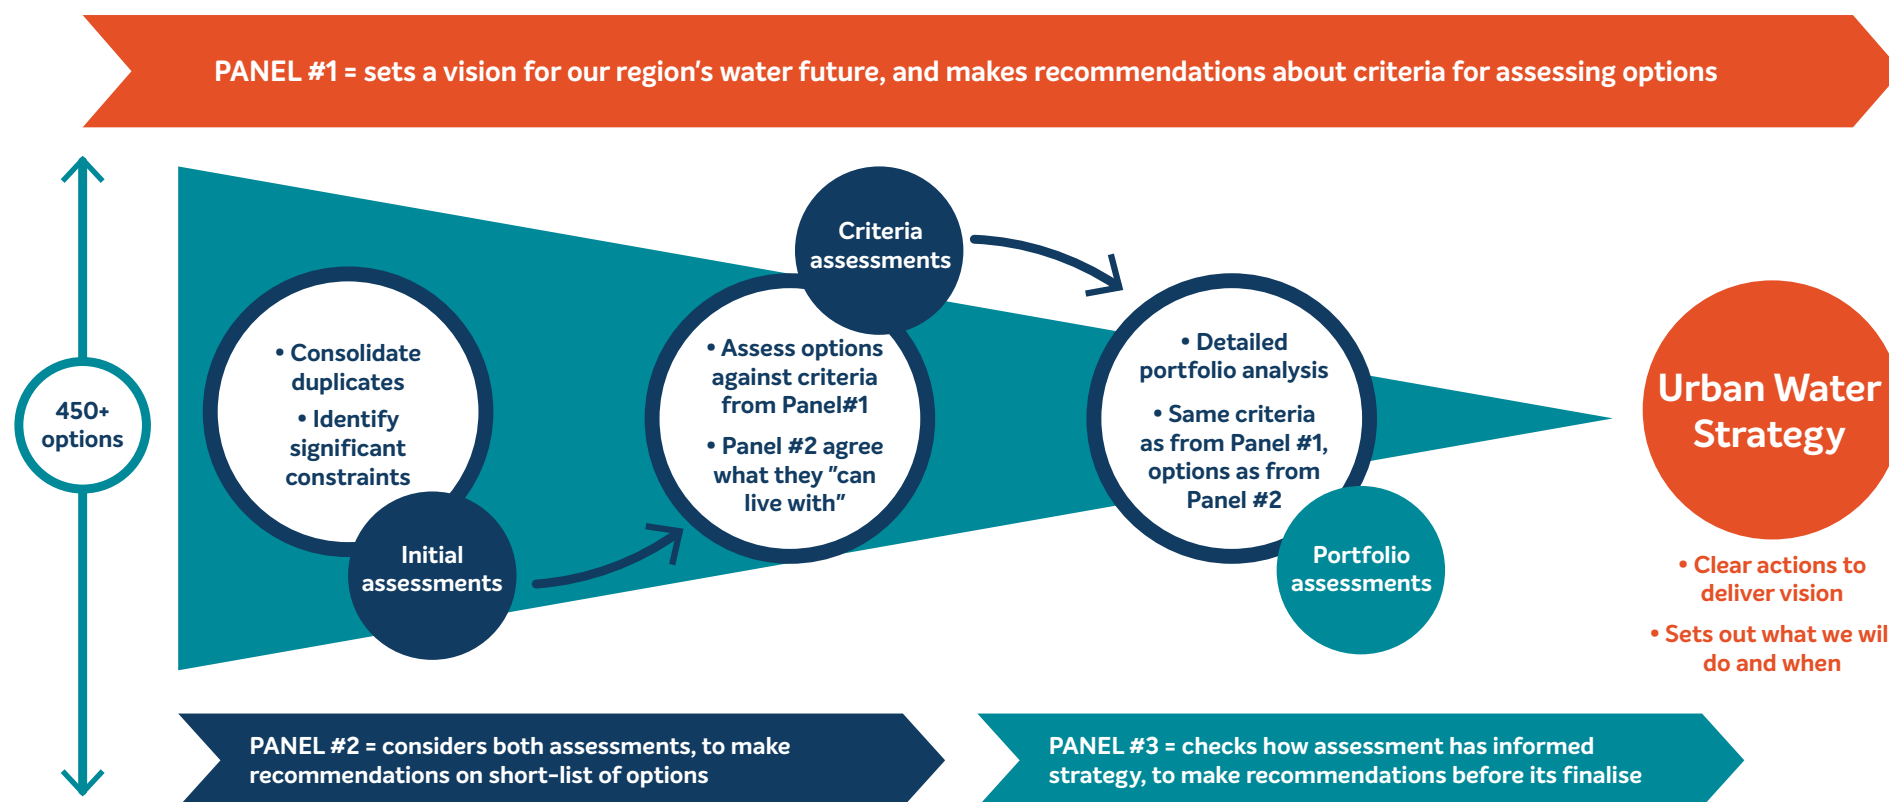 PANEL #1 = sets a vision for our region's water future, and makes recommendations about criteria for assessing options
450+
options
• Consolidate
duplicates
• Identify
significant
constraints
Initial
assessments
Criteria
assessments
• Assess options
against criteria
from Panel#1
• Panel #2 agree
what they "can
live with"
• Detailed
portfolio analysis
• Same criteria
as from Panel #1,
options as from
Panel #2
Portfolio
assessments
Urban Water
Strategy
• Clear actions to
deliver vision
• Sets out what we wil
do and when
PANEL #2 = considers both assessments, to make
recommendations on short-list of options
PANEL #3 = checks how assessment has informed
strategy, to make recommendations before its finalise